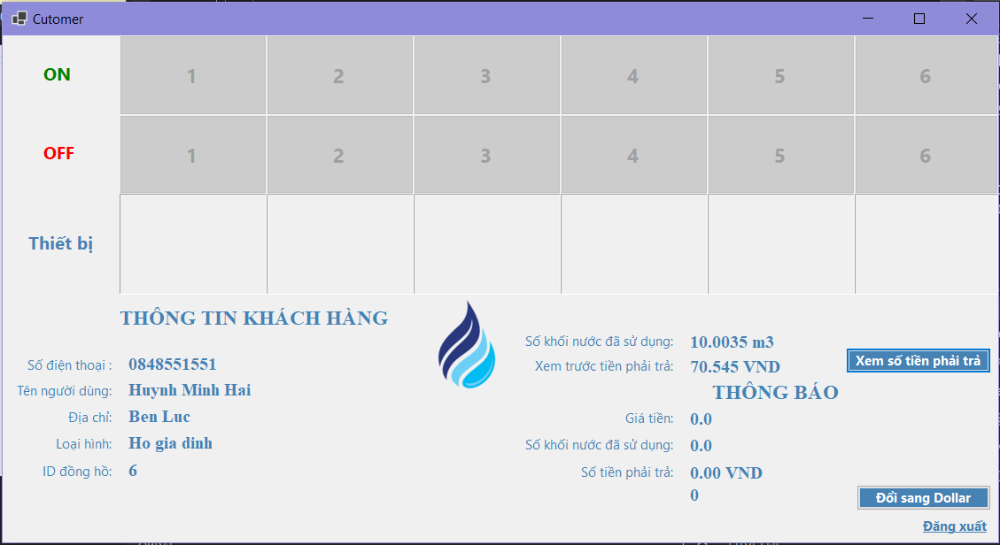 Cutomer
ON 1 2 3 4 5 6
OFF 1 2 3 4 5 6
Thiết bị
THÔNG TIN KHÁCH HÀNG
Số điện thoại : 0848551551
Tên người dùng: Huynh Minh Hai
Địa chỉ: Ben Luc
Loại hình: Ho gia dinh
ID đồng hồ: 6
Số khối nước đã sử dụng: 10.0035 m3
Xem trước tiền phải trả: 70.545 VND
Xem số tiền phải trả
THÔNG BÁO
Giá tiền: 0.0
Số khối nước đã sử dụng: 0.0
Số tiền phải trả: 0.00 VND
0
Đổi sang Dollar
Đăng xuất